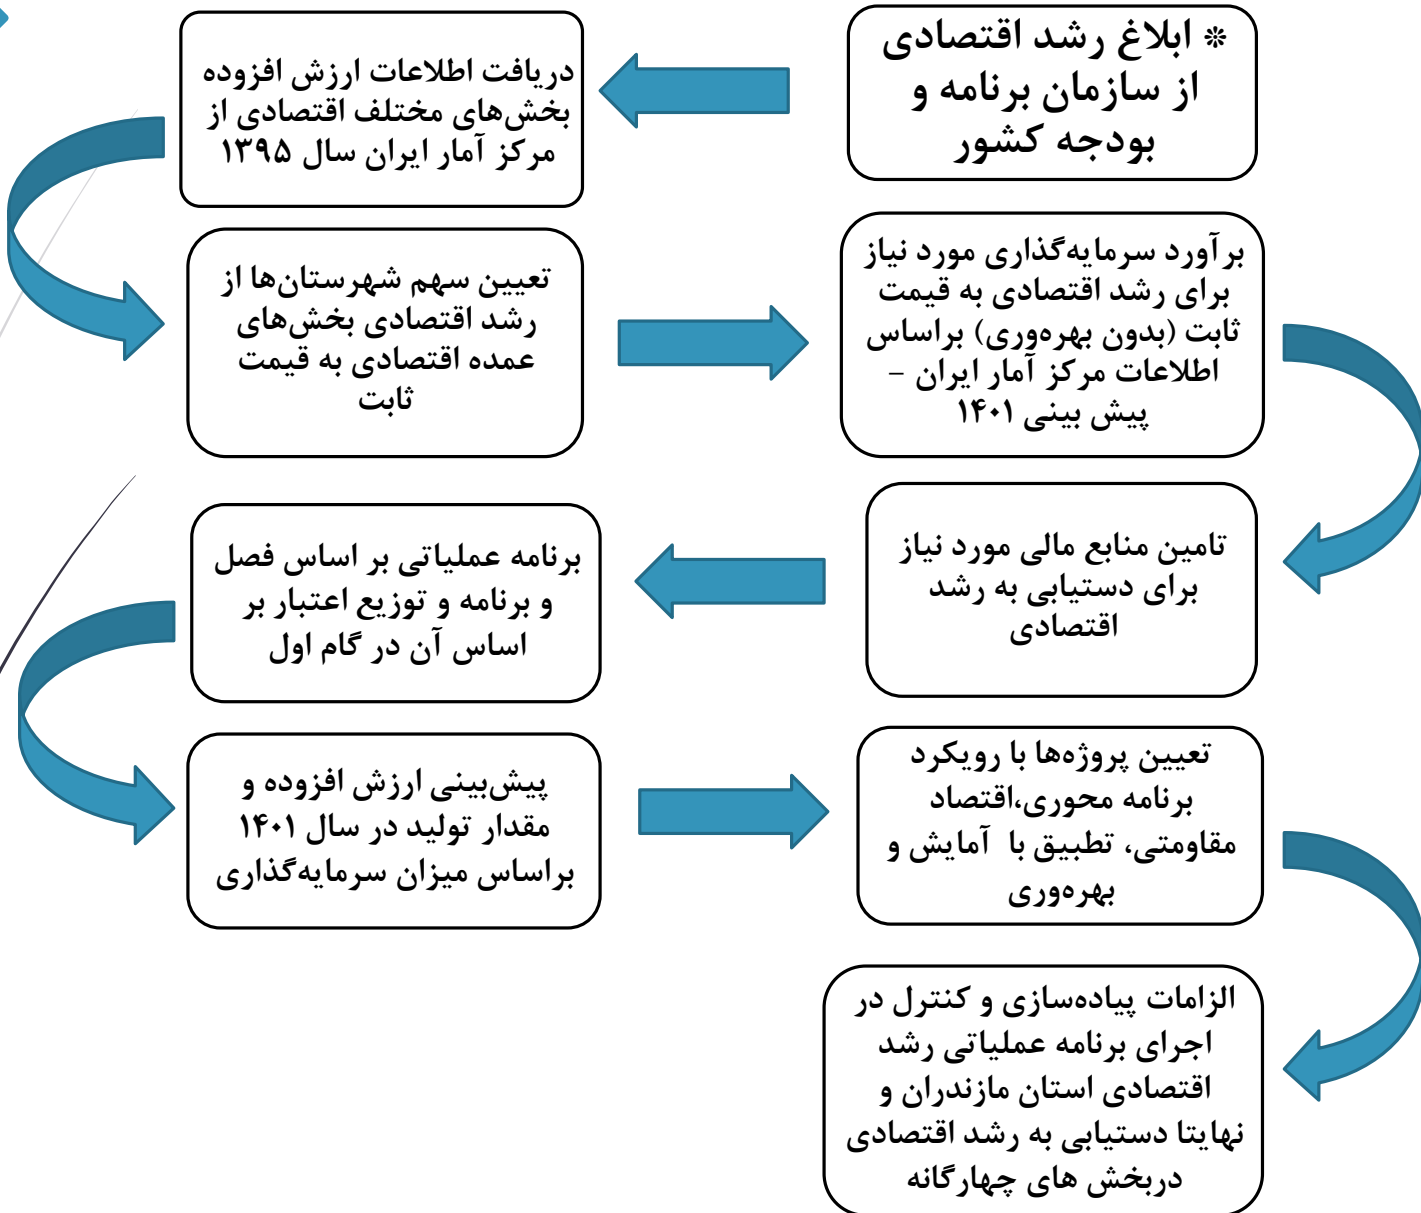 * ابلاغ رشد اقتصادی
از سازمان برنامه و
بودجه کشور
دریافت اطلاعات ارزش افزوده
بخش‌های مختلف اقتصادی از
مرکز آمار ایران سال ۱۳۹۵
تعیین سهم شهرستان‌ها از
رشد اقتصادی بخش‌های
عمده اقتصادی به قیمت
ثابت
برآورد سرمایه‌گذاری مورد نیاز
برای رشد اقتصادی به قیمت
ثابت (بدون بهره‌وری) براساس
اطلاعات مرکز آمار ایران –
پیش بینی ۱۴۰۱
تامین منابع مالی مورد نیاز
برای دستیابی به رشد
اقتصادی
برنامه عملیاتی بر اساس فصل
و برنامه و توزیع اعتبار بر
اساس آن در گام اول
پیش‌بینی ارزش افزوده و
مقدار تولید در سال ۱۴۰۱
براساس میزان سرمایه‌گذاری
تعیین پروژه‌ها با رویکرد
برنامه محوری،اقتصاد
مقاومتی، تطبیق با آمایش و
بهره‌وری
الزامات پیاده‌سازی و کنترل در
اجرای برنامه عملیاتی رشد
اقتصادی استان مازندران و
نهایتا دستیابی به رشد اقتصادی
دربخش های چهارگانه